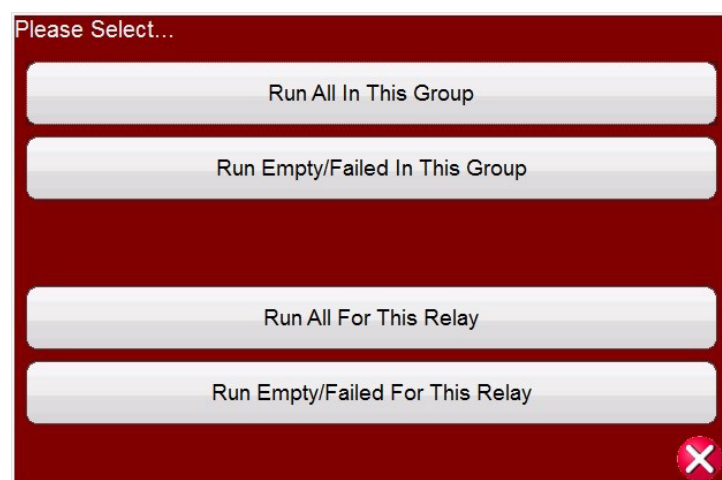 Please Select...
Run All In This Group
Run Empty/Failed In This Group
Run All For This Relay
Run Empty/Failed For This Relay